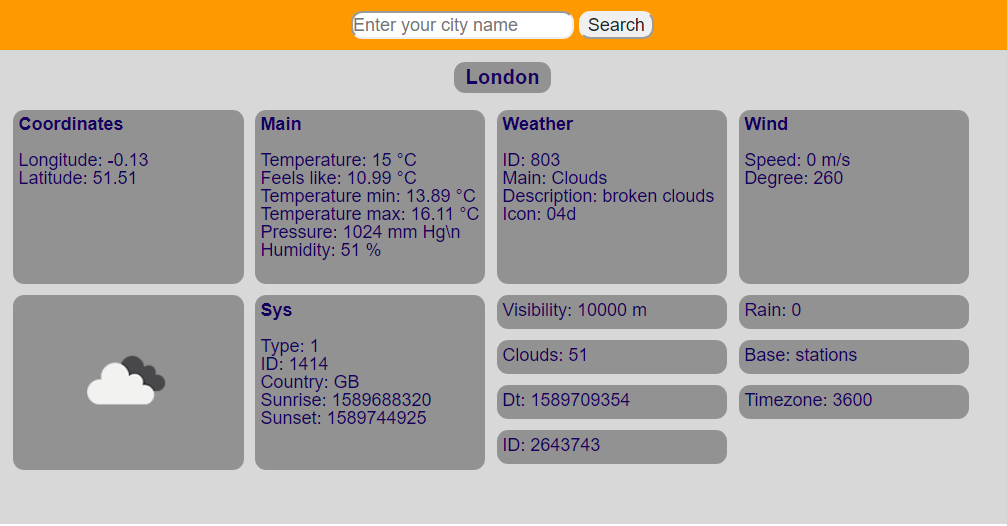 Enter your city name
Search
London
Coordinates
Longitude: -0.13
Latitude: 51.51
Main
Temperature: 15 °C
Feels like: 10.99 °C
Temperature min: 13.89 °C
Temperature max: 16.11 °C
Pressure: 1024 mm Hg\n
Humidity: 51 %
Weather
ID: 803
Main: Clouds
Description: broken clouds
Icon: 04d
Wind
Speed: 0 m/s
Degree: 260
Sys
Type: 1
ID: 1414
Country: GB
Sunrise: 1589688320
Sunset: 1589744925
Visibility: 10000 m
Clouds: 51
Dt: 1589709354
ID: 2643743
Rain: 0
Base: stations
Timezone: 3600